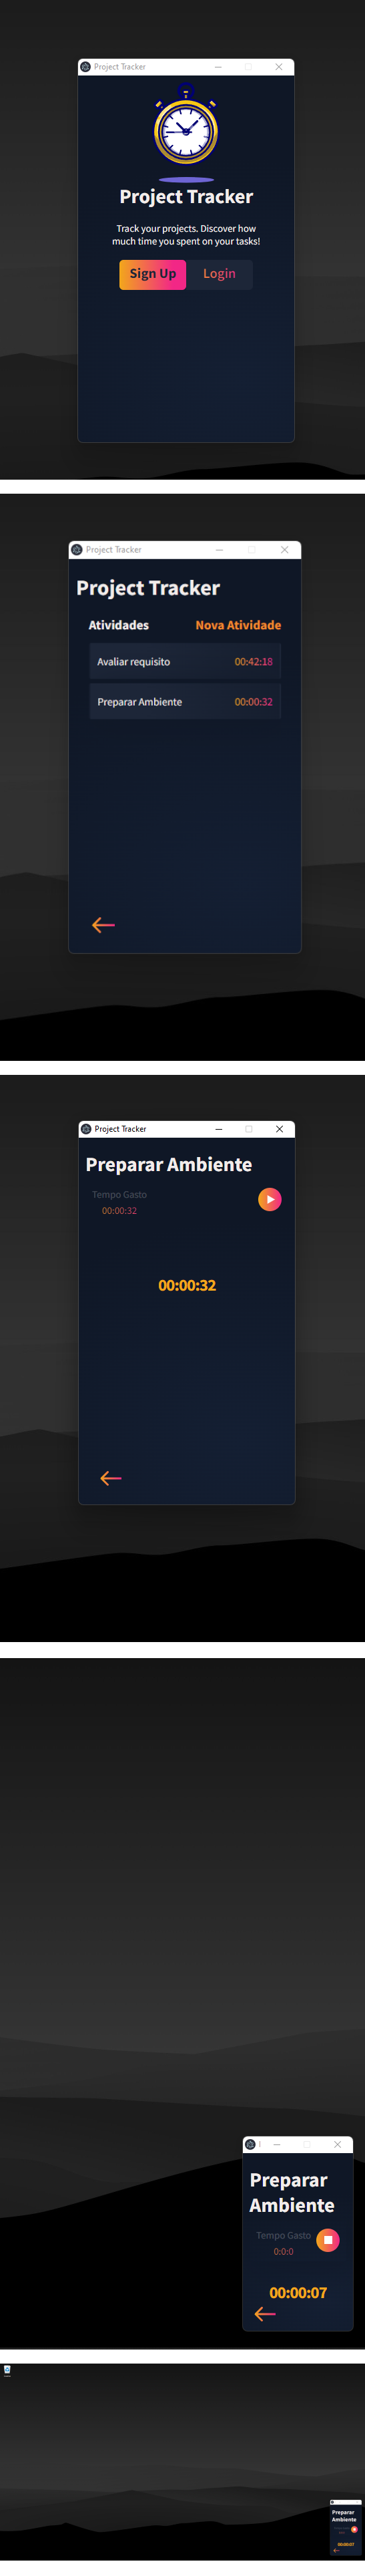 Project Tracker
Project Tracker
Track your projects. Discover how
much time you spent on your tasks!
Sign Up Login
Project Tracker
Project Tracker
Atividades Nova Atividade
Avaliar requisito 00:42:18
Preparar Ambiente 00:00:32
Project Tracker
Preparar Ambiente
Tempo Gasto
00:00:32
00:00:32
Preparar
Ambiente
Tempo Gasto
0:0:0
00:00:07
Preparar
Ambiente
00:00:07